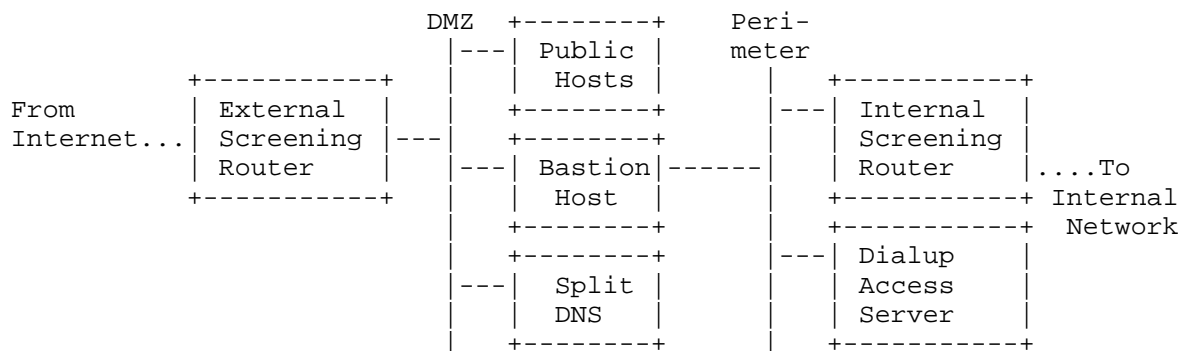 DMZ +--------+ Peri-
|---| Public | meter
+-----------+ | | Hosts | | +-----------+
From | External | | +--------+ |---| Internal |
Internet...| Screening |---| +--------+ | | Screening |
| Router | |---| Bastion|------| | Router |....To
+-----------+ | | Host | | +-----------+ Internal
| +--------+ | +-----------+ Network
| +--------+ |---| Dialup |
|---| Split | | | Access |
| | DNS | | | Server |
| +--------+ | +-----------+